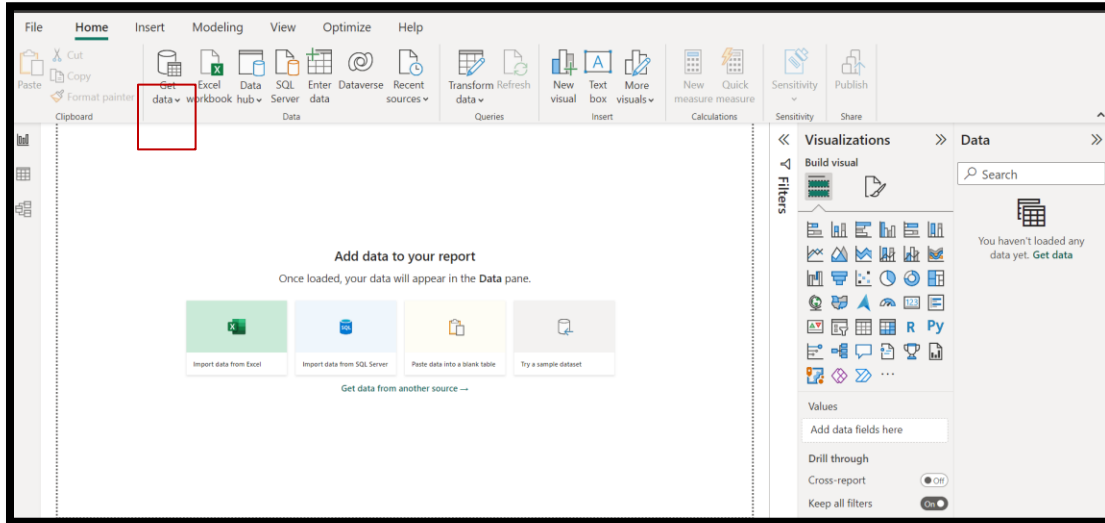 File Home Insert Modeling View Optimize Help
Paste
Cut
Copy
Format painter
Clipboard
Get data
Excel workbook
Data hub
SQL Server
Enter data
Dataverse
Recent sources
Data
Transform data
Refresh
Queries
New visual
Text box
More visuals
Insert
New measure
Quick measure
Calculations
Sensitivity
Sensitivity
Publish
Share
Add data to your report
Once loaded, your data will appear in the Data pane.
Import data from Excel
Import data from SQL Server
Paste data into a blank table
Try a sample dataset
Get data from another source →
Filters
Visualizations
Build visual
123
R Py
Values
Add data fields here
Drill through
Cross-report
Off
Keep all filters
On
Data
Search
You haven't loaded any
data yet. Get data